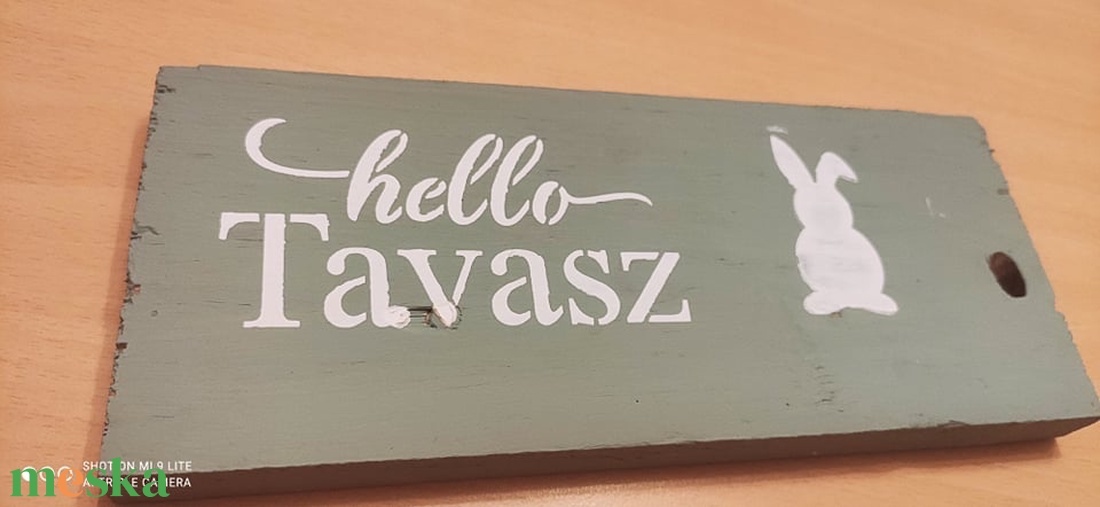 hello
Tavasz
SHOT ON MI 9 LITE
AI TRIPLE CAMERA
meska